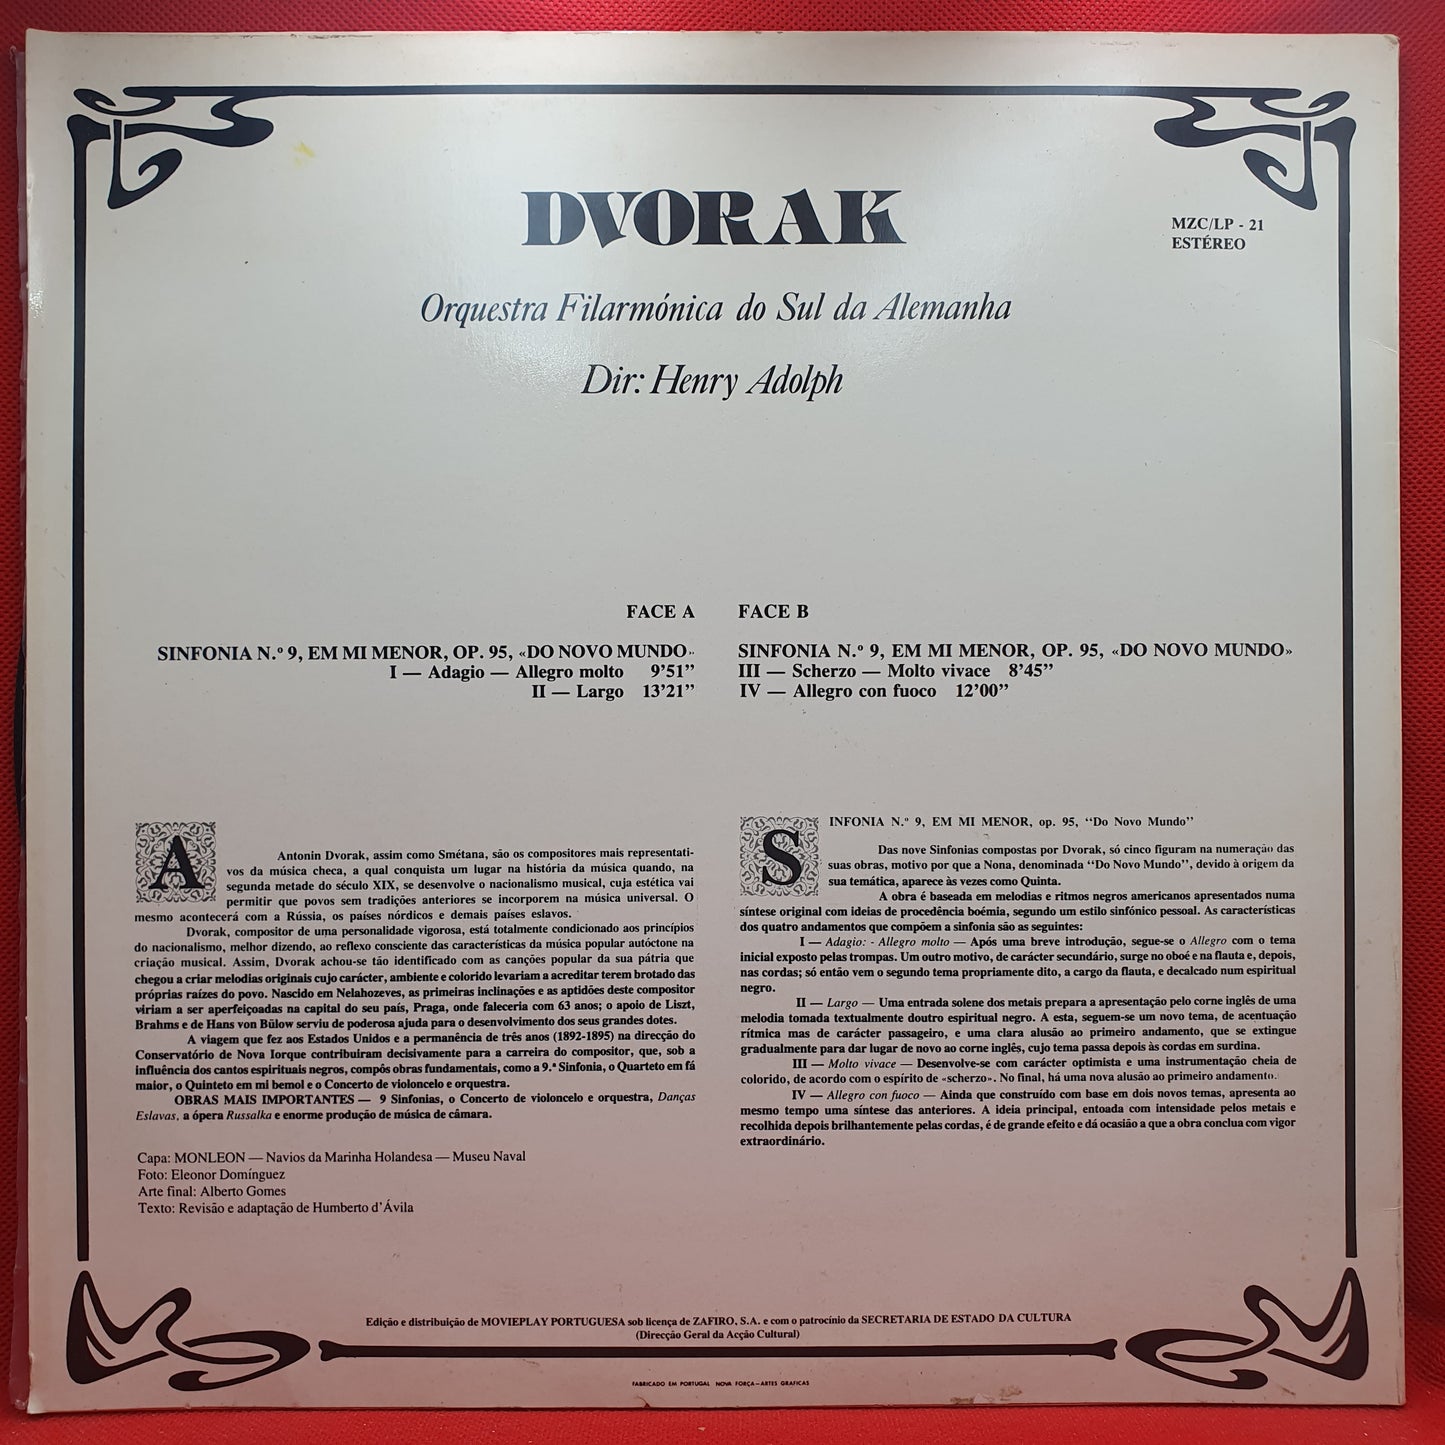 DVORAK
MZC/LP - 21
ESTÉREO
Orquestra Filarmónica do Sul da Alemanha
Dir: Henry Adolph
FACE A
SINFONIA N.º 9, EM MI MENOR, OP. 95, «DO NOVO MUNDO»
I — Adagio — Allegro molto 9’51”
II — Largo 13’21”
FACE B
SINFONIA N.º 9, EM MI MENOR, OP. 95, «DO NOVO MUNDO»
III — Scherzo — Molto vivace 8’45”
IV — Allegro con fuoco 12’00”
A Antonin Dvorak, assim como Smétana, são os compositores mais representati-
vos da música checa, a qual conquista um lugar na história da música quando, na
segunda metade do século XIX, se desenvolve o nacionalismo musical, cuja estética vai
permitir que povos sem tradições anteriores se incorporem na música universal. O
mesmo acontecerá com a Rússia, os países nórdicos e demais países eslavos.
Dvorak, compositor de uma personalidade vigorosa, está totalmente condicionado aos princípios
do nacionalismo, melhor dizendo, ao reflexo consciente das características da música popular autóctone na
criação musical. Assim, Dvorak achou-se tão identificado com as canções popular da sua pátria que
chegou a criar melodias originais cujo carácter, ambiente e colorido levariam a acreditar terem brotado das
próprias raízes do povo. Nascido em Nelahozeves, as primeiras inclinações e as aptidões deste compositor
viriam a ser aperfeiçoadas na capital do seu país, Praga, onde faleceria com 63 anos; o apoio de Liszt,
Brahms e de Hans von Bülow serviu de poderosa ajuda para o desenvolvimento dos seus grandes dotes.
A viagem que fez aos Estados Unidos e a permanência de três anos (1892-1895) na direcção do
Conservatório de Nova Iorque contribuiram decisivamente para a carreira do compositor, que, sob a
influência dos cantos espirituais negros, compôs obras fundamentais, como a 9.ª Sinfonia, o Quarteto em fá
maior, o Quinteto em mi bemol e o Concerto de violoncelo e orquestra.
OBRAS MAIS IMPORTANTES — 9 Sinfonias, o Concerto de violoncelo e orquestra, Danças
Eslavas, a ópera Russalka e enorme produção de música de câmara.
Capa: MONLEON — Navios da Marinha Holandesa — Museu Naval
Foto: Eleonor Domínguez
Arte final: Alberto Gomes
Texto: Revisão e adaptação de Humberto d’Ávila
SINFONIA N.º 9, EM MI MENOR, op. 95, “Do Novo Mundo”
Das nove Sinfonias compostas por Dvorak, só cinco figuram na numeração das
suas obras, motivo por que a Nona, denominada “Do Novo Mundo”, devido à origem da
sua temática, aparece às vezes como Quinta.
A obra é baseada em melodias e ritmos negros americanos apresentados numa
síntese original com ideias de procedência boémia, segundo um estilo sinfónico pessoal. As características
dos quatro andamentos que compõem a sinfonia são as seguintes:
I — Adagio: - Allegro molto — Após uma breve introdução, segue-se o Allegro com o tema
inicial exposto pelas trompas. Um outro motivo, de carácter secundário, surge no oboé e na flauta e, depois,
nas cordas; só então vem o segundo tema propriamente dito, a cargo da flauta, e decalcado num espiritual
negro.
II — Largo — Uma entrada solene dos metais prepara a apresentação pelo corne inglês de uma
melodia tomada textualmente doutro espiritual negro. A esta, seguem-se um novo tema, de acentuação
rítmica mas de carácter passageiro, e uma clara alusão ao primeiro andamento, que se extingue
gradualmente para dar lugar de novo ao corne inglês, cujo tema passa depois às cordas em surdina.
III — Molto vivace — Desenvolve-se com carácter optimista e uma instrumentação cheia de
colorido, de acordo com o espírito de «scherzo». No final, há uma nova alusão ao primeiro andamento.
IV — Allegro con fuoco — Ainda que construído com base em dois novos temas, apresenta ao
mesmo tempo uma síntese das anteriores. A ideia principal, entoada com intensidade pelos metais e
recolhida depois brilhantemente pelas cordas, é de grande efeito e dá ocasião a que a obra conclua com vigor
extraordinário.
Edição e distribuição de MOVIEPLAY PORTUGUESA sob licença de ZAFIRO, S.A. e com o patrocínio da SECRETARIA DE ESTADO DA CULTURA
(Direcção Geral da Acção Cultural)
FABRICADO EM PORTUGAL NOVA FORÇA—ARTES GRAFICAS